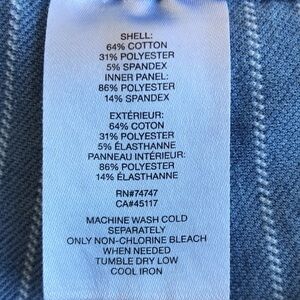 SHELL:
64% COTTON
31% POLYESTER
5% SPANDEX
INNER PANEL:
86% POLYESTER
14% SPANDEX
EXTÉRIEUR:
64% COTON
31% POLYESTER
5% ÉLASTHANNE
PANNEAU INTÉRIEUR:
86% POLYESTER
14% ÉLASTHANNE
RN#74747
CA#45117
MACHINE WASH COLD
SEPARATELY
ONLY NON-CHLORINE BLEACH
WHEN NEEDED
TUMBLE DRY LOW
COOL IRON